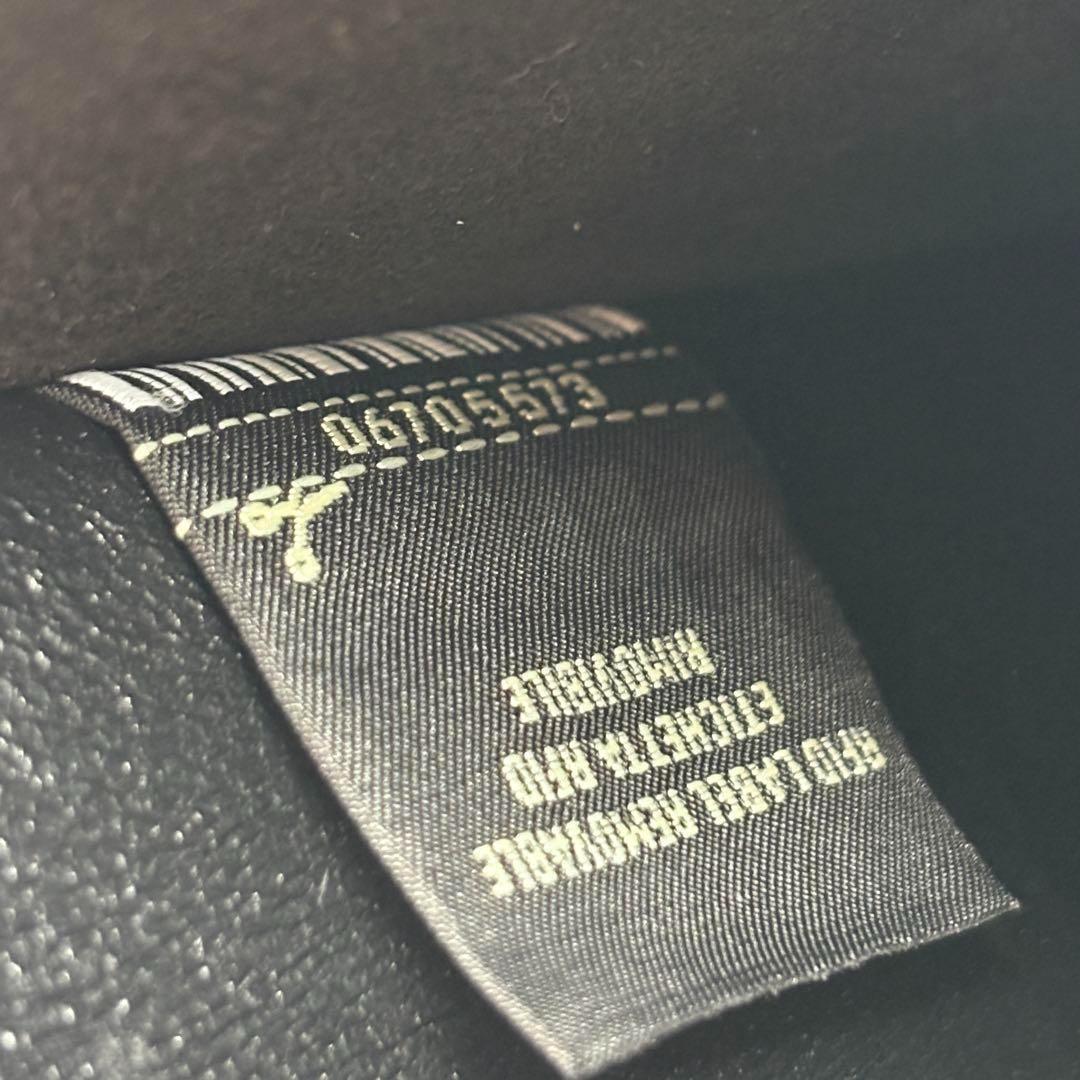 06705573
RFID LABEL REMOVABLE
ETICHETTA RFID
RIMOVIBILE